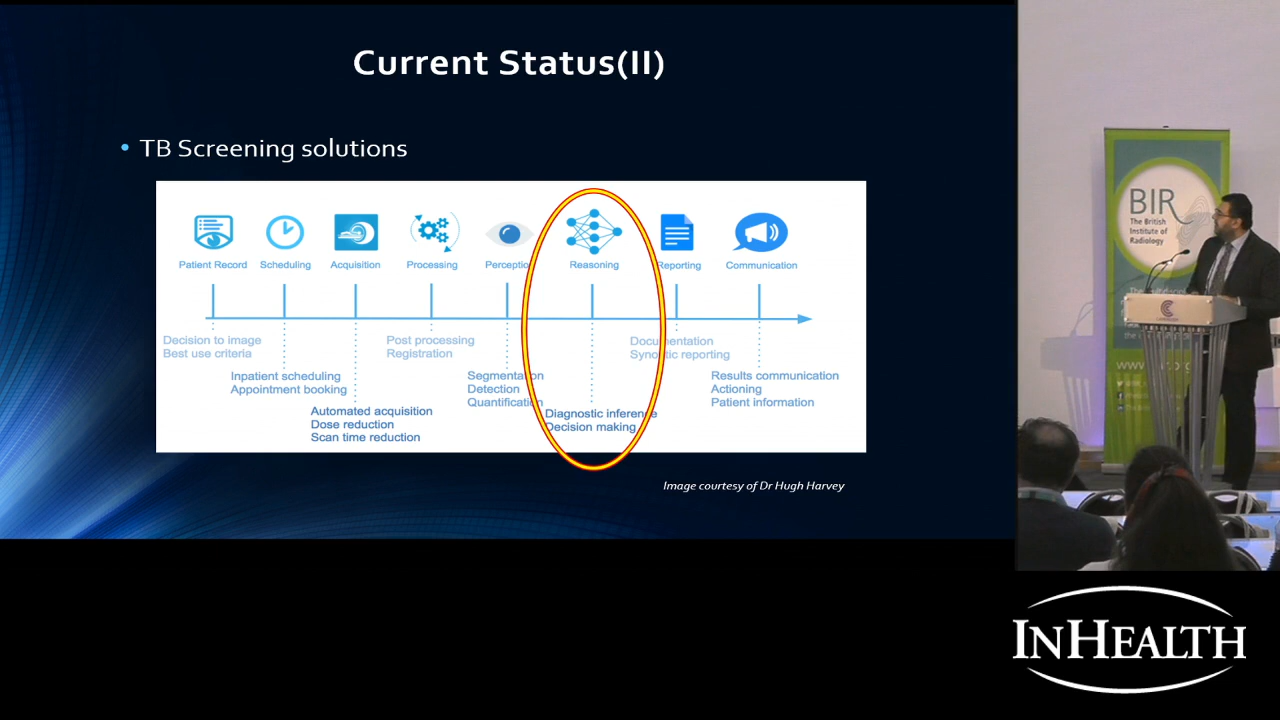 Current Status(II)
• TB Screening solutions
Patient Record
Scheduling
Acquisition
Processing
Perception
Reasoning
Reporting
Communication
Decision to image
Best use criteria
Inpatient scheduling
Appointment booking
Automated acquisition
Dose reduction
Scan time reduction
Post processing
Registration
Segmentation
Detection
Quantification
Diagnostic inference
Decision making
Documentation
Synoptic reporting
Results communication
Actioning
Patient information
Image courtesy of Dr Hugh Harvey
BIR
The British
Institute of
Radiology
INHEALTH